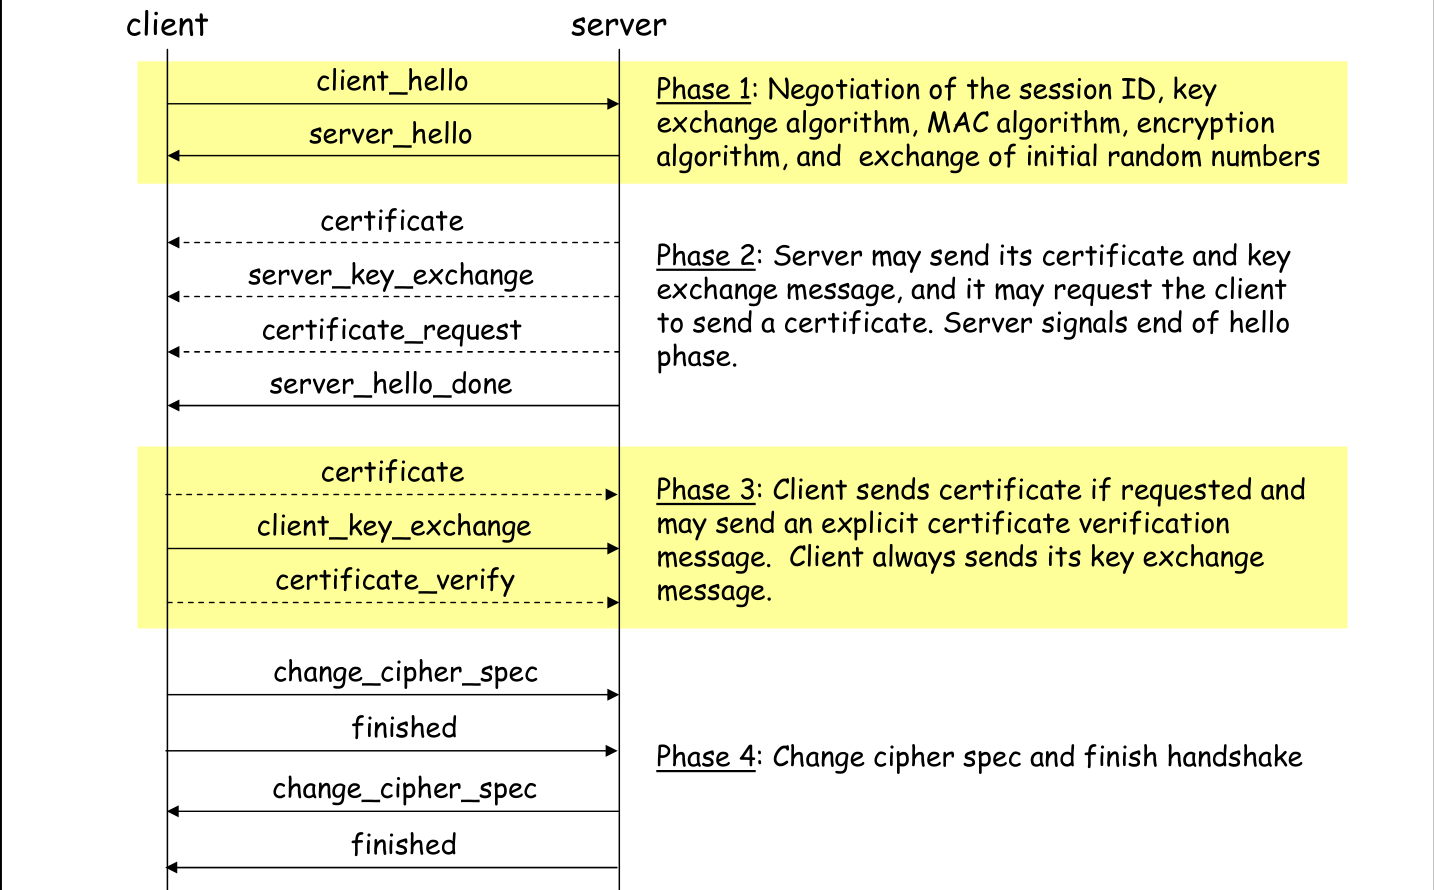 client
server
client_hello
server_hello
Phase 1: Negotiation of the session ID, key
exchange algorithm, MAC algorithm, encryption
algorithm, and  exchange of initial random numbers
certificate
server_key_exchange
certificate_request
server_hello_done
Phase 2: Server may send its certificate and key
exchange message, and it may request the client
to send a certificate. Server signals end of hello
phase.
certificate
client_key_exchange
certificate_verify
Phase 3: Client sends certificate if requested and
may send an explicit certificate verification
message.  Client always sends its key exchange
message.
change_cipher_spec
finished
change_cipher_spec
finished
Phase 4: Change cipher spec and finish handshake